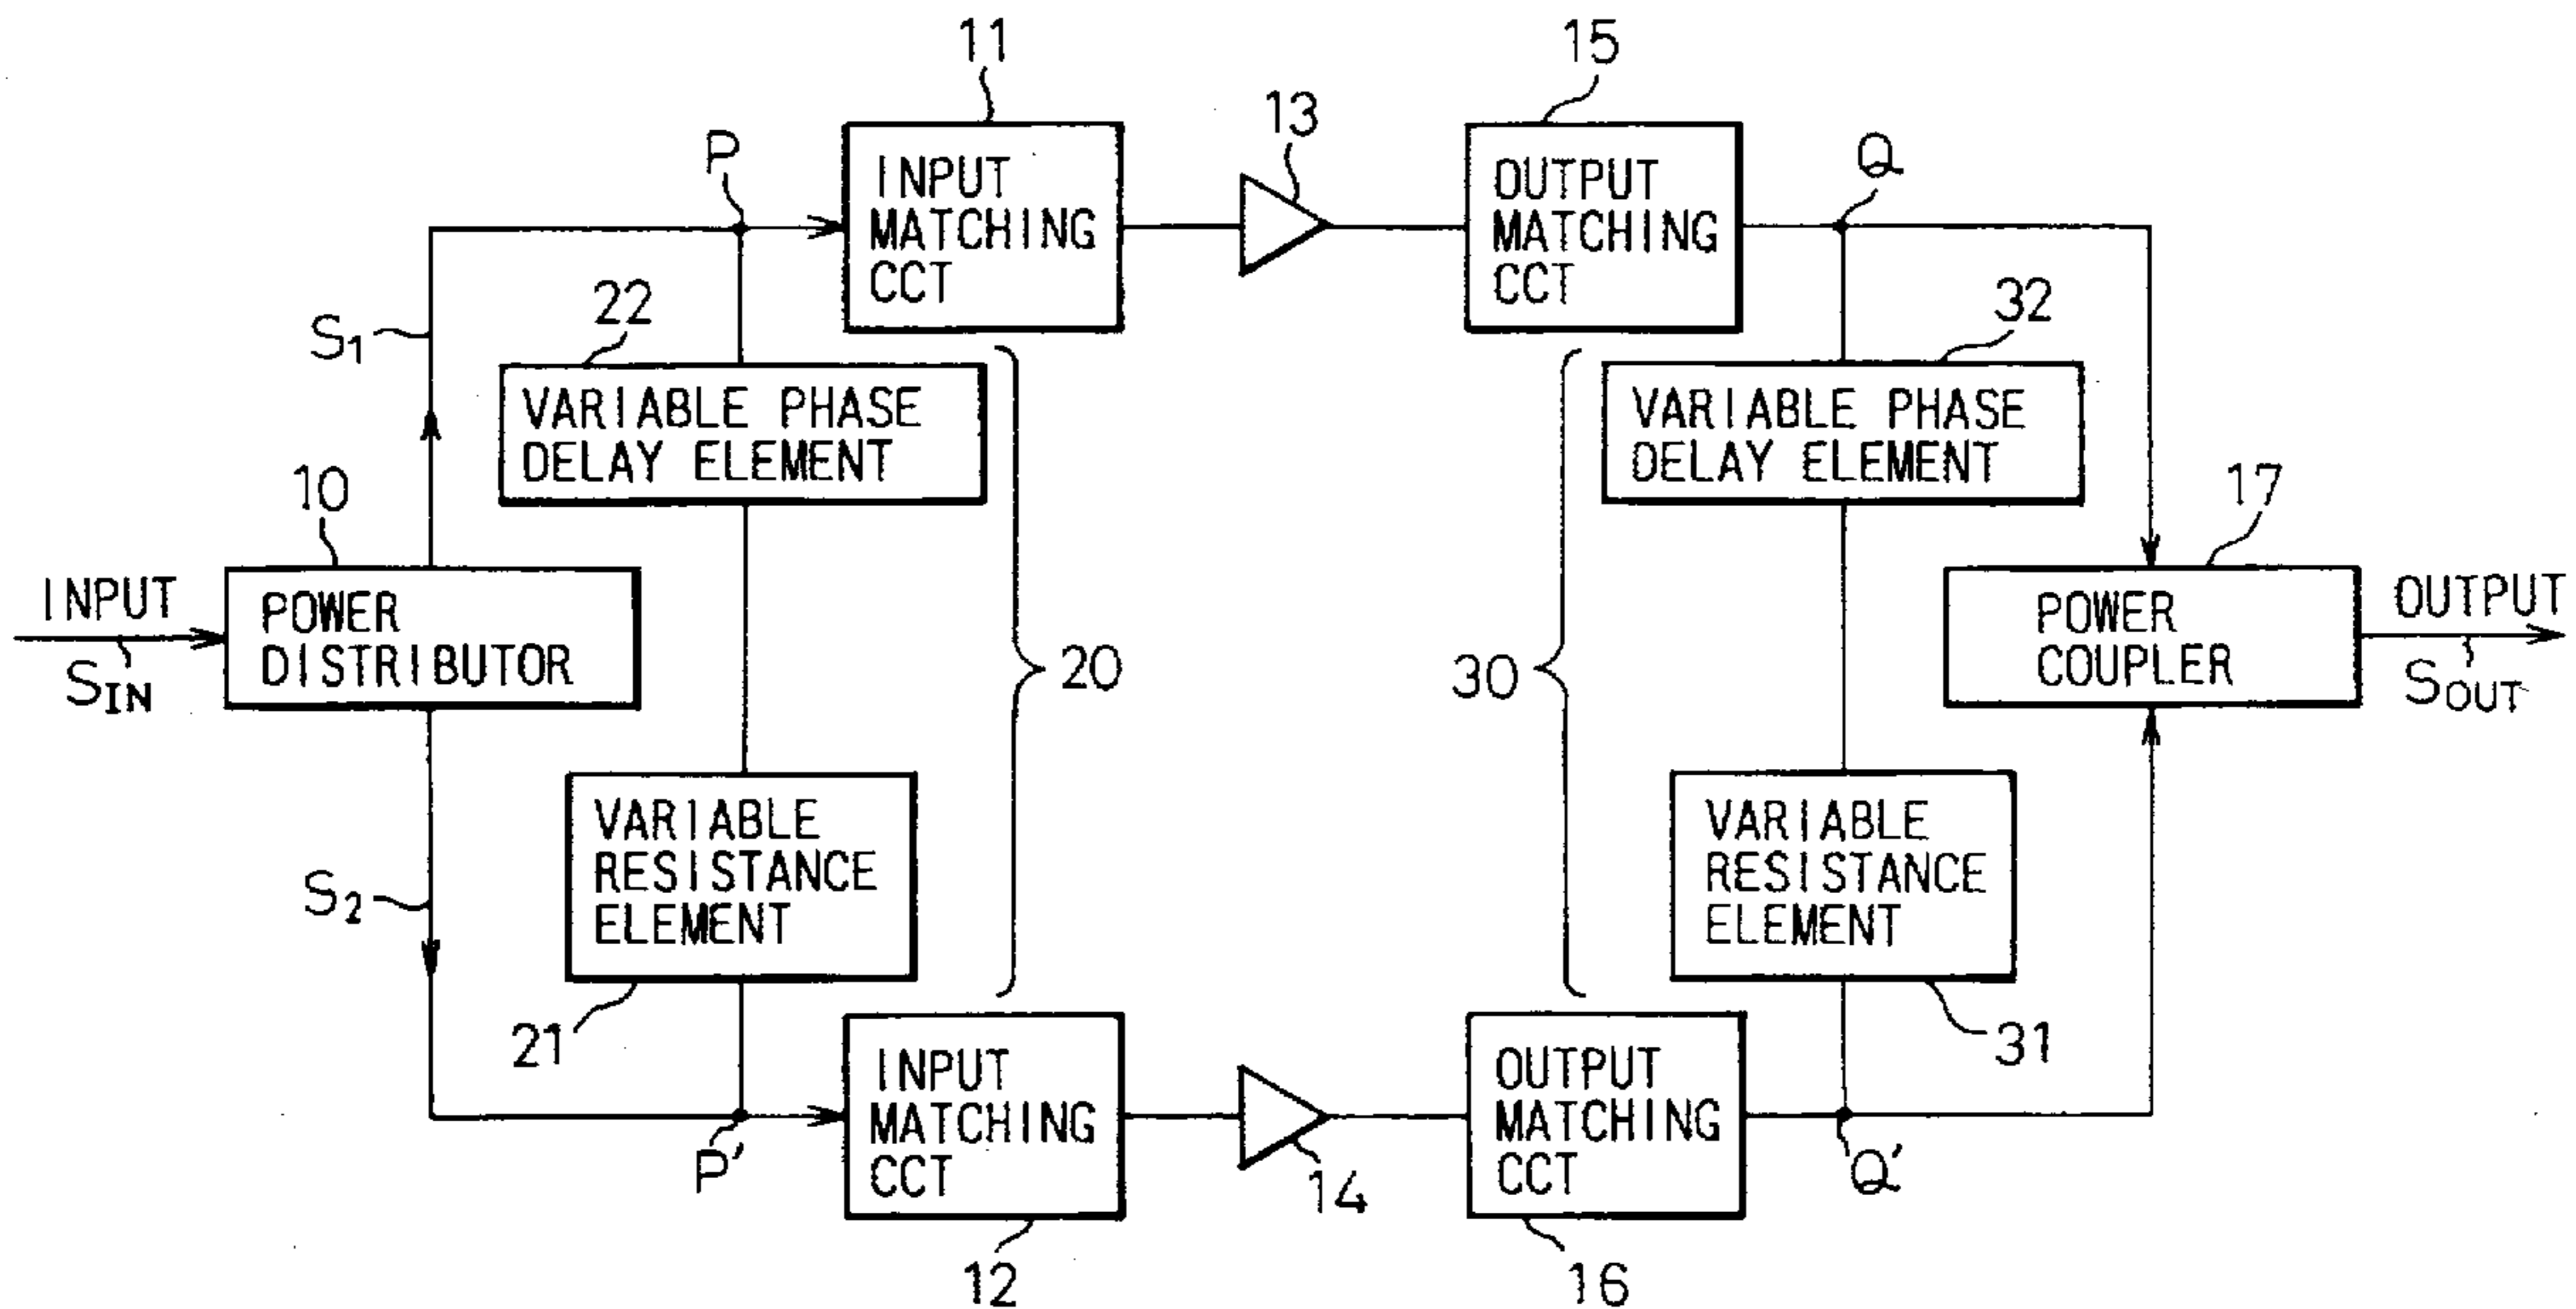 11
15
13
P
INPUT
MATCHING
CCT
OUTPUT
MATCHING
CCT
Q
S1
22
32
VARIABLE PHASE
DELAY ELEMENT
VARIABLE PHASE
DELAY ELEMENT
10
17
INPUT
SIN
POWER
DISTRIBUTOR
20
30
POWER
COUPLER
OUTPUT
SOUT
S2
VARIABLE
RESISTANCE
ELEMENT
VARIABLE
RESISTANCE
ELEMENT
21
31
P'
INPUT
MATCHING
CCT
14
OUTPUT
MATCHING
CCT
Q'
12
16